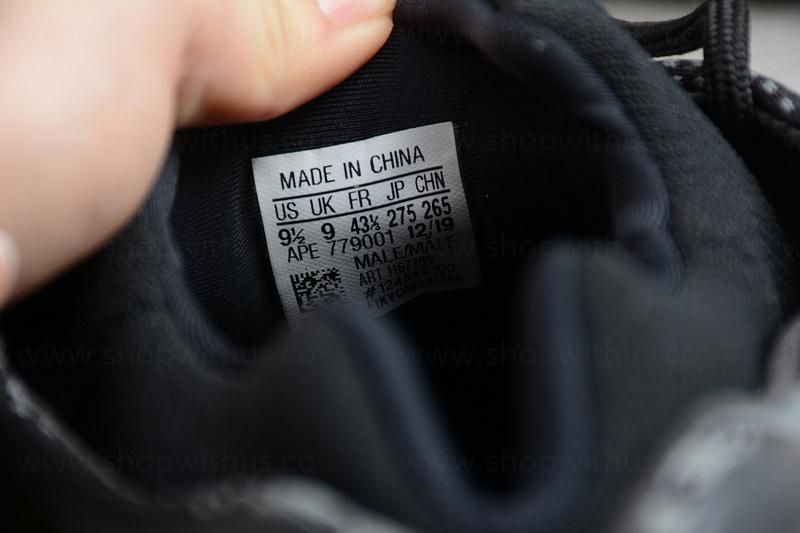 MADE IN CHINA
US UK FR JP CHN
9½ 9 43⅓ 275 265
APE 779001 12/19
MALE/MALE
ART
www.shopwithus.co